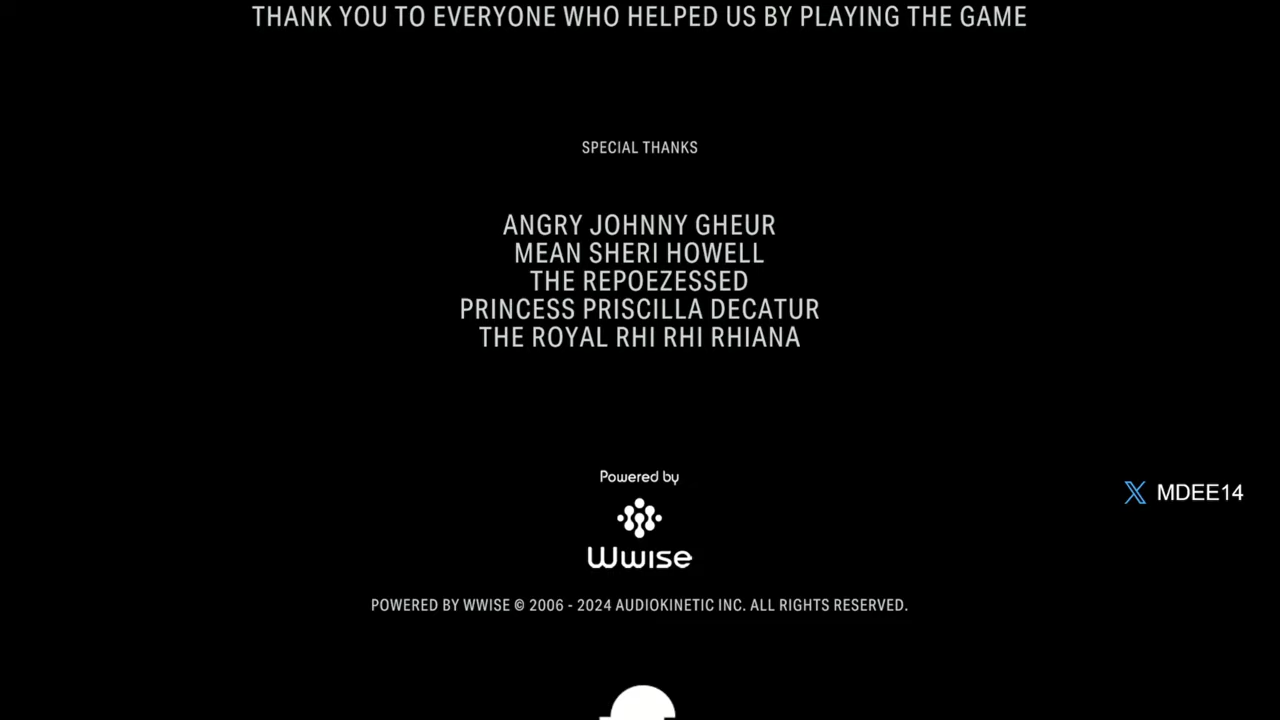 THANK YOU TO EVERYONE WHO HELPED US BY PLAYING THE GAME
SPECIAL THANKS
ANGRY JOHNNY GHEUR
MEAN SHERI HOWELL
THE REPOEZESSED
PRINCESS PRISCILLA DECATUR
THE ROYAL RHI RHI RHIANA
Powered by
Wwise
X MDEE14
POWERED BY WWISE © 2006 - 2024 AUDIOKINETIC INC. ALL RIGHTS RESERVED.